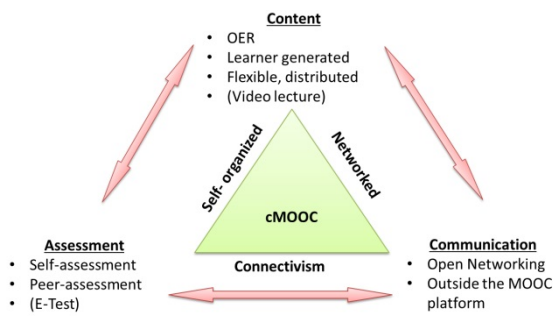 Content
• OER
• Learner generated
• Flexible, distributed
• (Video lecture)
Self- organized
Networked
cMOOC
Connectivism
Assessment
• Self-assessment
• Peer-assessment
• (E-Test)
Communication
• Open Networking
• Outside the MOOC
platform